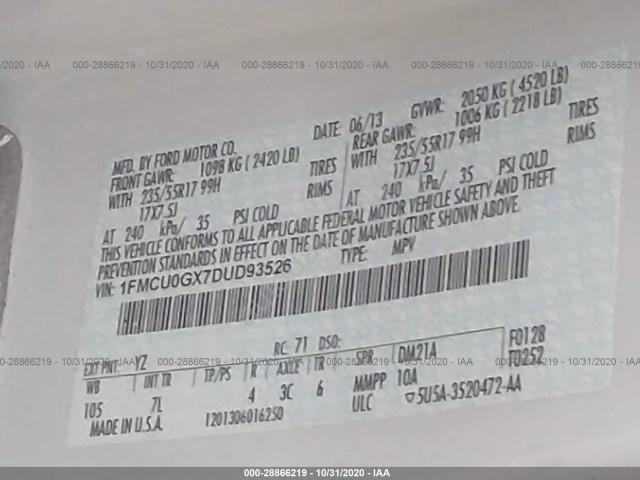 000-28866219 - 10/31/2020 - IAA
MFD. BY FORD MOTOR CO.
DATE: 06/13
GVWR: 2050 KG ( 4520 LB)
FRONT GAWR: 1098 KG ( 2420 LB)
REAR GAWR: 1006 KG ( 2218 LB)
WITH 235/55R17 99H TIRES
WITH 235/55R17 99H TIRES
17X7.5J RIMS
17X7.5J RIMS
AT 240 kPa/ 35 PSI COLD
AT 240 kPa/ 35 PSI COLD
THIS VEHICLE CONFORMS TO ALL APPLICABLE FEDERAL MOTOR VEHICLE SAFETY AND THEFT
PREVENTION STANDARDS IN EFFECT ON THE DATE OF MANUFACTURE SHOWN ABOVE.
VIN: 1FMCU0GX7DUD93526
TYPE: MPV
EXT PNT: YZ RC: 71 DSO:
F0128
T0252
WB INT TR TP/PS R AXLE TR SPR DM21A
105 7L 4 3C 6 MMPP 10A
MADE IN U.S.A. 1201306016250 ULC 5U5A-3520472-AA
000-28866219 - 10/31/2020 - IAA